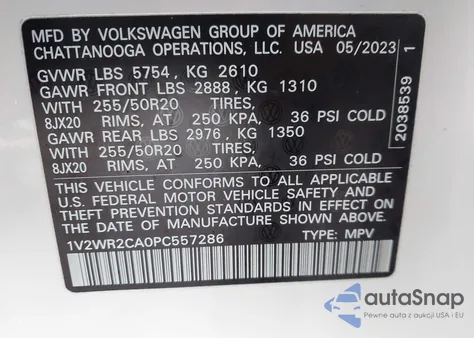 MFD BY VOLKSWAGEN GROUP OF AMERICA
CHATTANOOGA OPERATIONS, LLC. USA 05/2023
GVWR LBS 5754 , KG 2610
GAWR FRONT LBS 2888 , KG 1310
WITH 255/50R20 TIRES,
8JX20 RIMS, AT 250 KPA, 36 PSI COLD
GAWR REAR LBS 2976 , KG 1350
WITH 255/50R20 TIRES,
8JX20 RIMS, AT 250 KPA, 36 PSI COLD
THIS VEHICLE CONFORMS TO ALL APPLICABLE
U.S. FEDERAL MOTOR VEHICLE SAFETY AND
THEFT PREVENTION STANDARDS IN EFFECT ON
THE DATE OF MANUFACTURE SHOWN ABOVE.
1V2WR2CA0PC557286 TYPE: MPV
2038539 1
autoSnap
Pewne auta z aukcji USA i EU